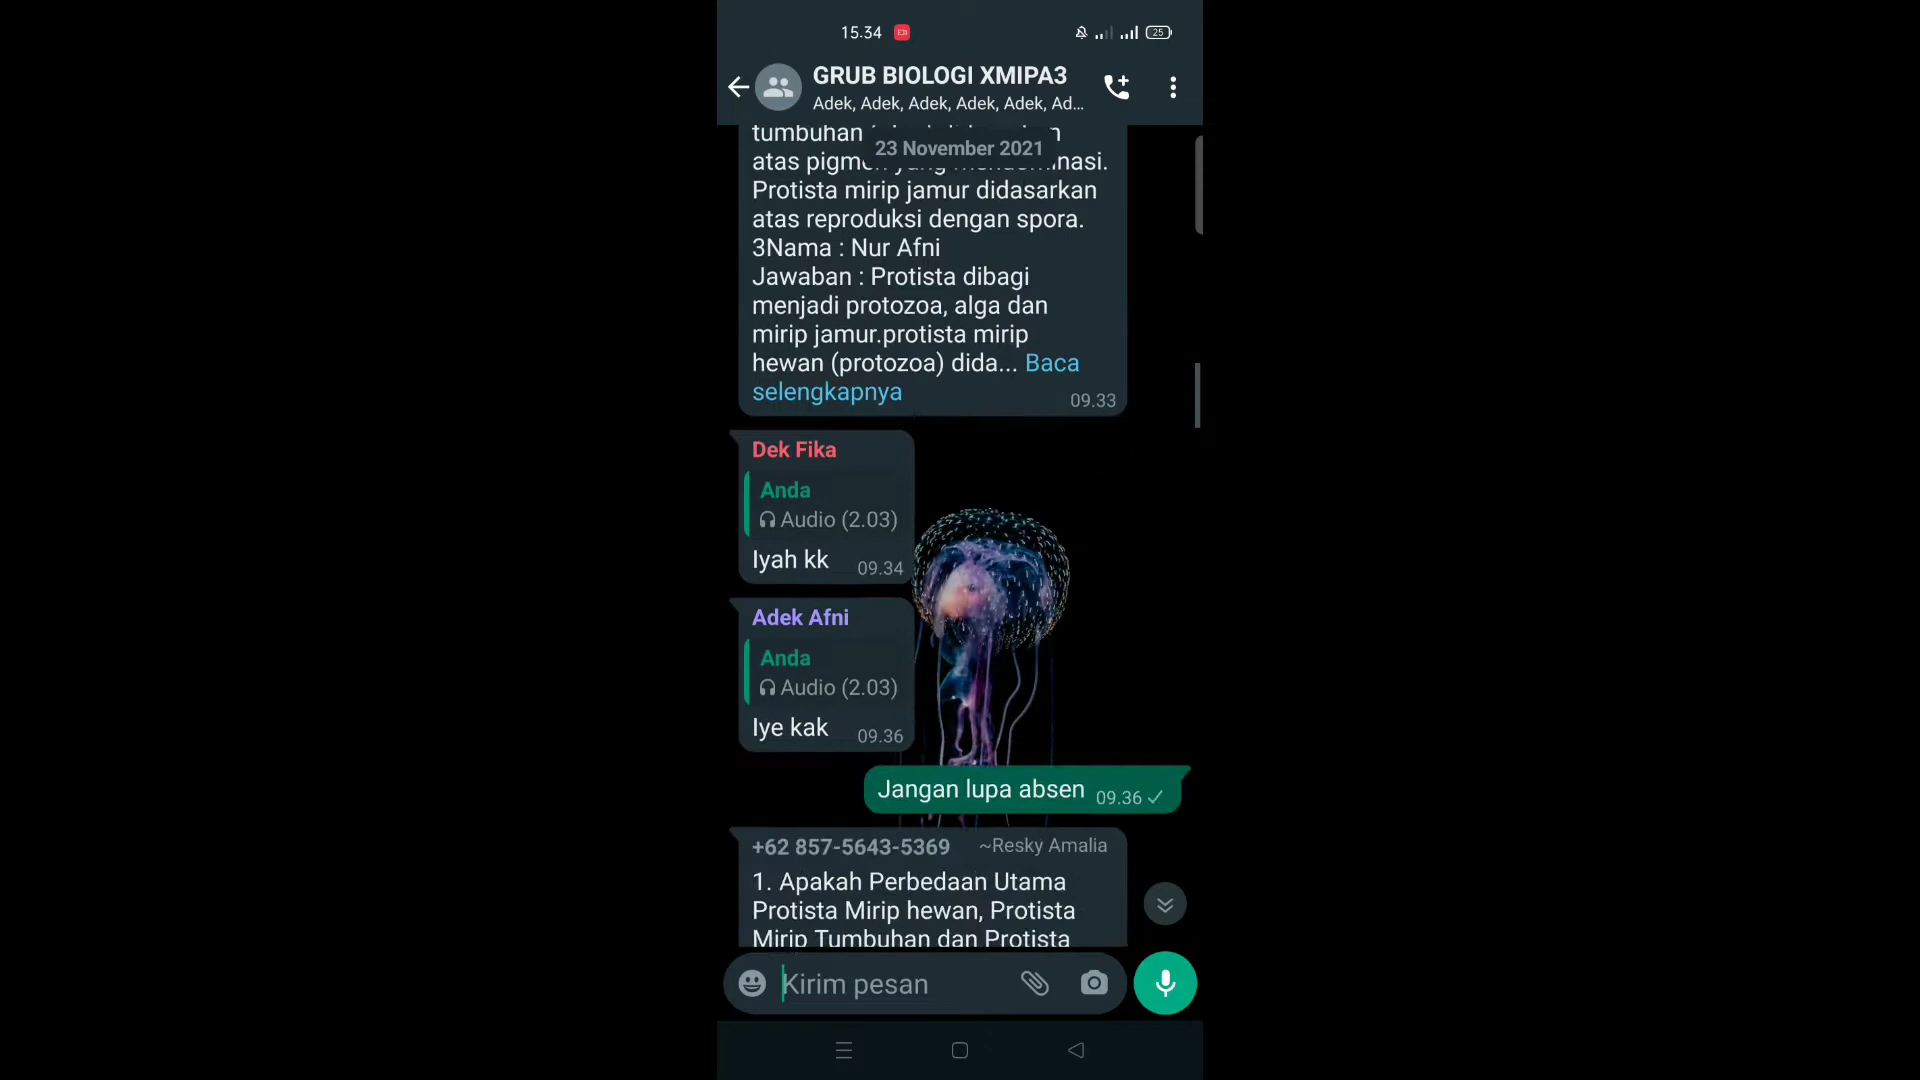 15.34
25
GRUB BIOLOGI XMIPA3
Adek, Adek, Adek, Adek, Adek, Ad...
tumbuhan
23 November 2021
atas pigmen yang mendominasi.
Protista mirip jamur didasarkan
atas reproduksi dengan spora.
3Nama : Nur Afni
Jawaban : Protista dibagi
menjadi protozoa, alga dan
mirip jamur.protista mirip
hewan (protozoa) dida... Baca
selengkapnya
09.33
Dek Fika
Anda
Audio (2.03)
Iyah kk
09.34
Adek Afni
Anda
Audio (2.03)
Iye kak
09.36
Jangan lupa absen 09.36
+62 857-5643-5369 ~Resky Amalia
1. Apakah Perbedaan Utama
Protista Mirip hewan, Protista
Mirip Tumbuhan dan Protista
Kirim pesan